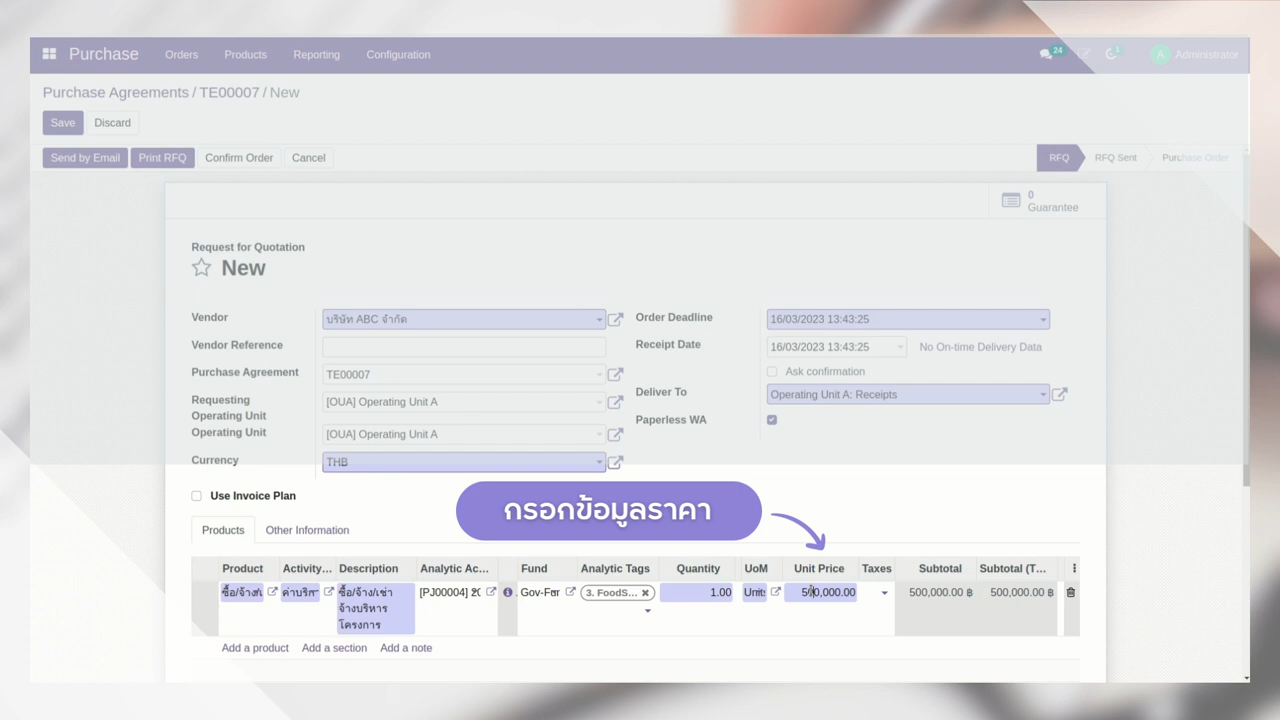 Purchase Orders Products Reporting Configuration 24 1 A Administrator
Purchase Agreements / TE00007 / New
Save Discard
Send by Email Print RFQ Confirm Order Cancel RFQ RFQ Sent Purchase Order
0
Guarantee
Request for Quotation
New
Vendor บริษัท ABC จำกัด Order Deadline 16/03/2023 13:43:25
Vendor Reference Receipt Date 16/03/2023 13:43:25 No On-time Delivery Data
Purchase Agreement TE00007 Ask confirmation
Requesting
Operating Unit [OUA] Operating Unit A Deliver To Operating Unit A: Receipts
Operating Unit [OUA] Operating Unit A Paperless WA
Currency THB
Use Invoice Plan
กรอกข้อมูลราคา
Products Other Information
Product Activity... Description Analytic Ac... Fund Analytic Tags Quantity UoM Unit Price Taxes Subtotal Subtotal (T...
ซื้อ/จ้าง/เ ค่าบริก ซื้อ/จ้าง/เช่า [PJ00004] Gov-For 3. FoodS... 1.00 Units 500,000.00 500,000.00 ฿ 500,000.00 ฿
จ้างบริหาร
โครงการ
Add a product Add a section Add a note